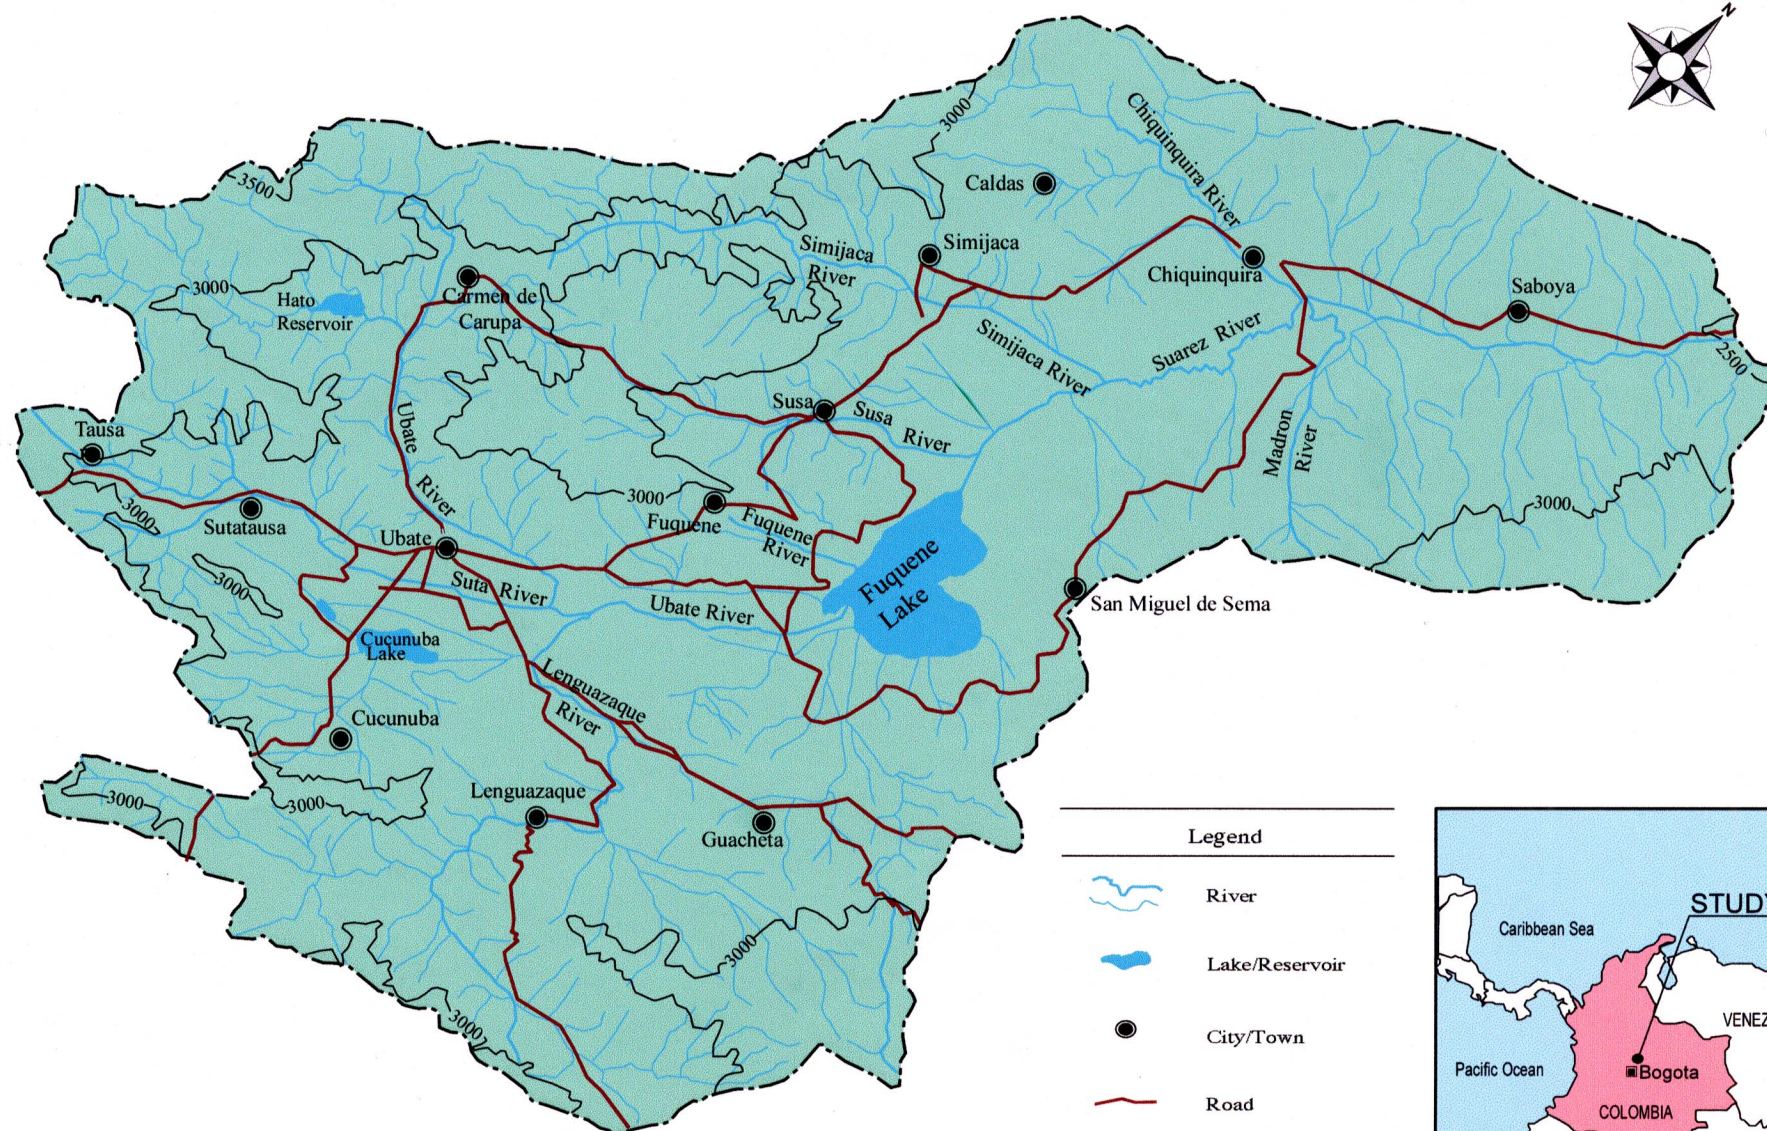 N
3000
Chiquinquira River
3500
Caldas
Simijaca
Simijaca
River
Chiquinquira
3000
Hato
Reservoir
Carmen de
Carupa
Saboya
Simijaca River
Suarez River
2500
Susa
Susa River
Ubate River
Tausa
Madron
River
3000
3000
3000
Sutatausa
Fuquene
Fuquene
River
Ubate
Fuquene
Lake
3000
Suta River
Ubate River
San Miguel de Sema
Cucunuba
Lake
Lenguazaque
River
Cucunuba
3000
3000
Lenguazaque
Guacheta
3000
3000
Legend
River
Lake/Reservoir
City/Town
Road
STUDY
Caribbean Sea
VENEZ
Pacific Ocean
Bogota
COLOMBIA